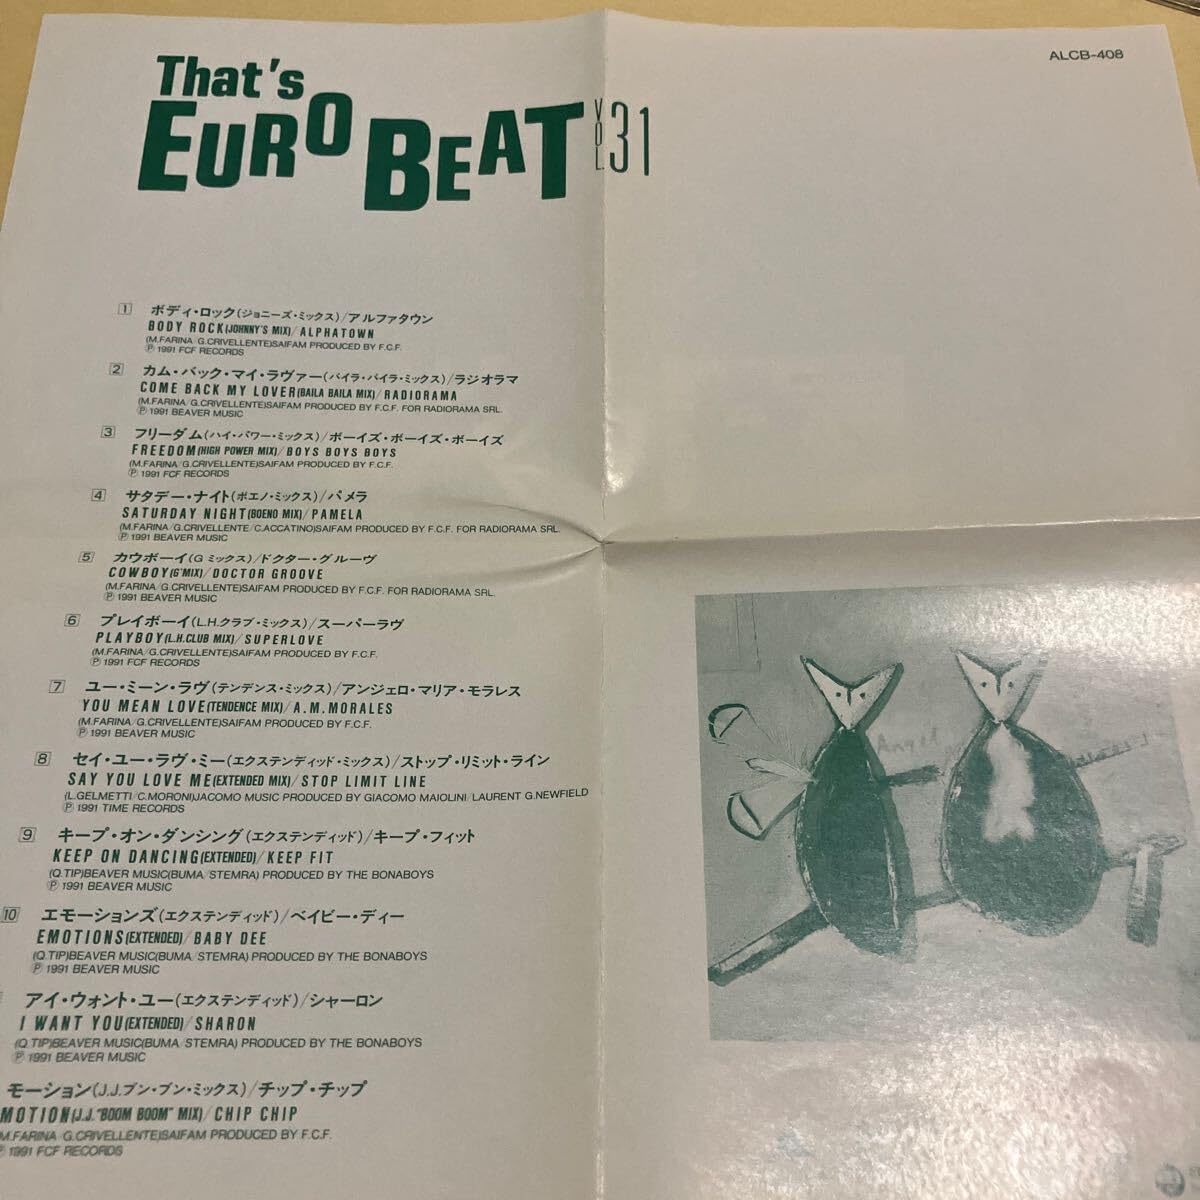 That's
EURO BEAT VOL. 31
ALCB-408
1 ボディ・ロック(ジョニーズ・ミックス)/アルファタウン
BODY ROCK(JOHNNY'S MIX)/ALPHATOWN
(M.FARINA/G.CRIVELLENTE)SAIFAM PRODUCED BY F.C.F.
Ⓟ 1991 FCF RECORDS
2 カム・バック・マイ・ラヴァー(バイラ・バイラ・ミックス)/ラジオラマ
COME BACK MY LOVER(BAILA BAILA MIX)/RADIORAMA
(M.FARINA/G.CRIVELLENTE)SAIFAM PRODUCED BY F.C.F. FOR RADIORAMA SRL.
Ⓟ 1991 BEAVER MUSIC
3 フリーダム(ハイ・パワー・ミックス)/ボーイズ・ボーイズ・ボーイズ
FREEDOM(HIGH POWER MIX)/BOYS BOYS BOYS
(M.FARINA/G.CRIVELLENTE)SAIFAM PRODUCED BY F.C.F.
Ⓟ 1991 FCF RECORDS
4 サタデー・ナイト(ボエノ・ミックス)/パメラ
SATURDAY NIGHT(BOENO MIX)/PAMELA
(M.FARINA/G.CRIVELLENTE/C.ACCATINO)SAIFAM PRODUCED BY F.C.F. FOR RADIORAMA SRL.
Ⓟ 1991 BEAVER MUSIC
5 カウボーイ(Gミックス)/ドクター・グルーヴ
COWBOY(G'MIX)/DOCTOR GROOVE
(M.FARINA/G.CRIVELLENTE)SAIFAM PRODUCED BY F.C.F. FOR RADIORAMA SRL.
Ⓟ 1991 BEAVER MUSIC
6 プレイボーイ(L.H.クラブ・ミックス)/スーパーラヴ
PLAYBOY(L.H.CLUB MIX)/SUPERLOVE
(M.FARINA/G.CRIVELLENTE)SAIFAM PRODUCED BY F.C.F.
Ⓟ 1991 FCF RECORDS
7 ユー・ミーン・ラヴ(テンデンス・ミックス)/アンジェロ・マリア・モラレス
YOU MEAN LOVE(TENDENCE MIX)/A.M.MORALES
(M.FARINA/G.CRIVELLENTE)SAIFAM PRODUCED BY F.C.F.
Ⓟ 1991 BEAVER MUSIC
8 セイ・ユー・ラヴ・ミー(エクステンディッド・ミックス)/ストップ・リミット・ライン
SAY YOU LOVE ME(EXTENDED MIX)/STOP LIMIT LINE
(L.GELMETTI/C.MORONI)JACOMO MUSIC PRODUCED BY GIACOMO MAIOLINI/LAURENT G.NEWFIELD
Ⓟ 1991 TIME RECORDS
9 キープ・オン・ダンシング(エクステンディッド)/キープ・フィット
KEEP ON DANCING(EXTENDED)/KEEP FIT
(Q.TIP)BEAVER MUSIC(BUMA/STEMRA) PRODUCED BY THE BONABOYS
Ⓟ 1991 BEAVER MUSIC
10 エモーションズ(エクステンディッド)/ベイビー・ディー
EMOTIONS(EXTENDED)/BABY DEE
(Q.TIP)BEAVER MUSIC(BUMA/STEMRA) PRODUCED BY THE BONABOYS
Ⓟ 1991 BEAVER MUSIC
アイ・ウォント・ユー(エクステンディッド)/シャーロン
I WANT YOU(EXTENDED)/SHARON
(Q.TIP)BEAVER MUSIC(BUMA/STEMRA) PRODUCED BY THE BONABOYS
Ⓟ 1991 BEAVER MUSIC
モーション(J.J.ブン・ブン・ミックス)/チップ・チップ
MOTION(J.J."BOOM BOOM" MIX)/CHIP CHIP
M.FARINA/G.CRIVELLENTE)SAIFAM PRODUCED BY F.C.F.
Ⓟ 1991 FCF RECORDS
Angel